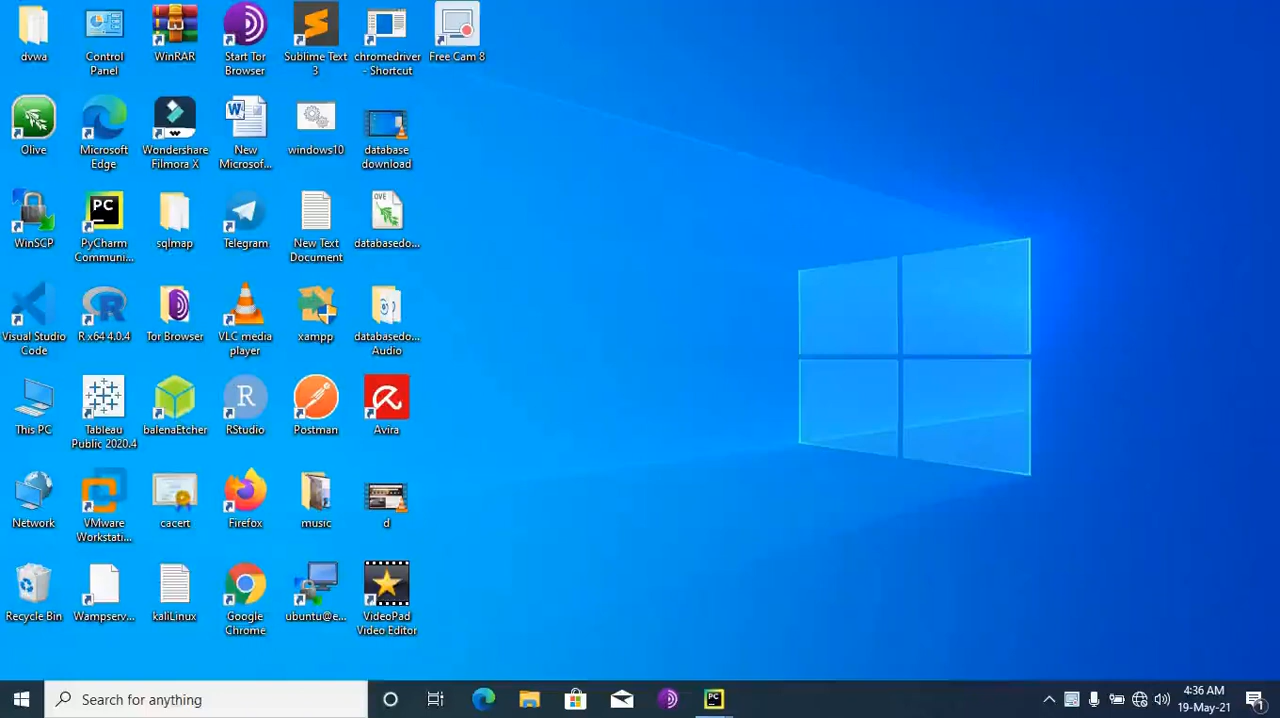 dvwa
Control
Panel
WinRAR
Start Tor
Browser
Sublime Text
3
chromedriver
- Shortcut
Free Cam 8
Olive
Microsoft
Edge
Wondershare
Filmora X
New
Microsof...
windows10
database
download
WinSCP
PC
PyCharm
Communi...
sqlmap
Telegram
New Text
Document
OVE
databasedo...
Visual Studio
Code
R x64 4.0.4
Tor Browser
VLC media
player
xampp
databasedo...
Audio
This PC
Tableau
Public 2020.4
balenaEtcher
R
RStudio
Postman
Avira
Network
VMware
Workstati...
cacert
Firefox
music
d
Recycle Bin
Wampserv...
kaliLinux
Google
Chrome
ubuntu@e...
VideoPad
Video Editor
Search for anything
PC
4:36 AM
19-May-21
1